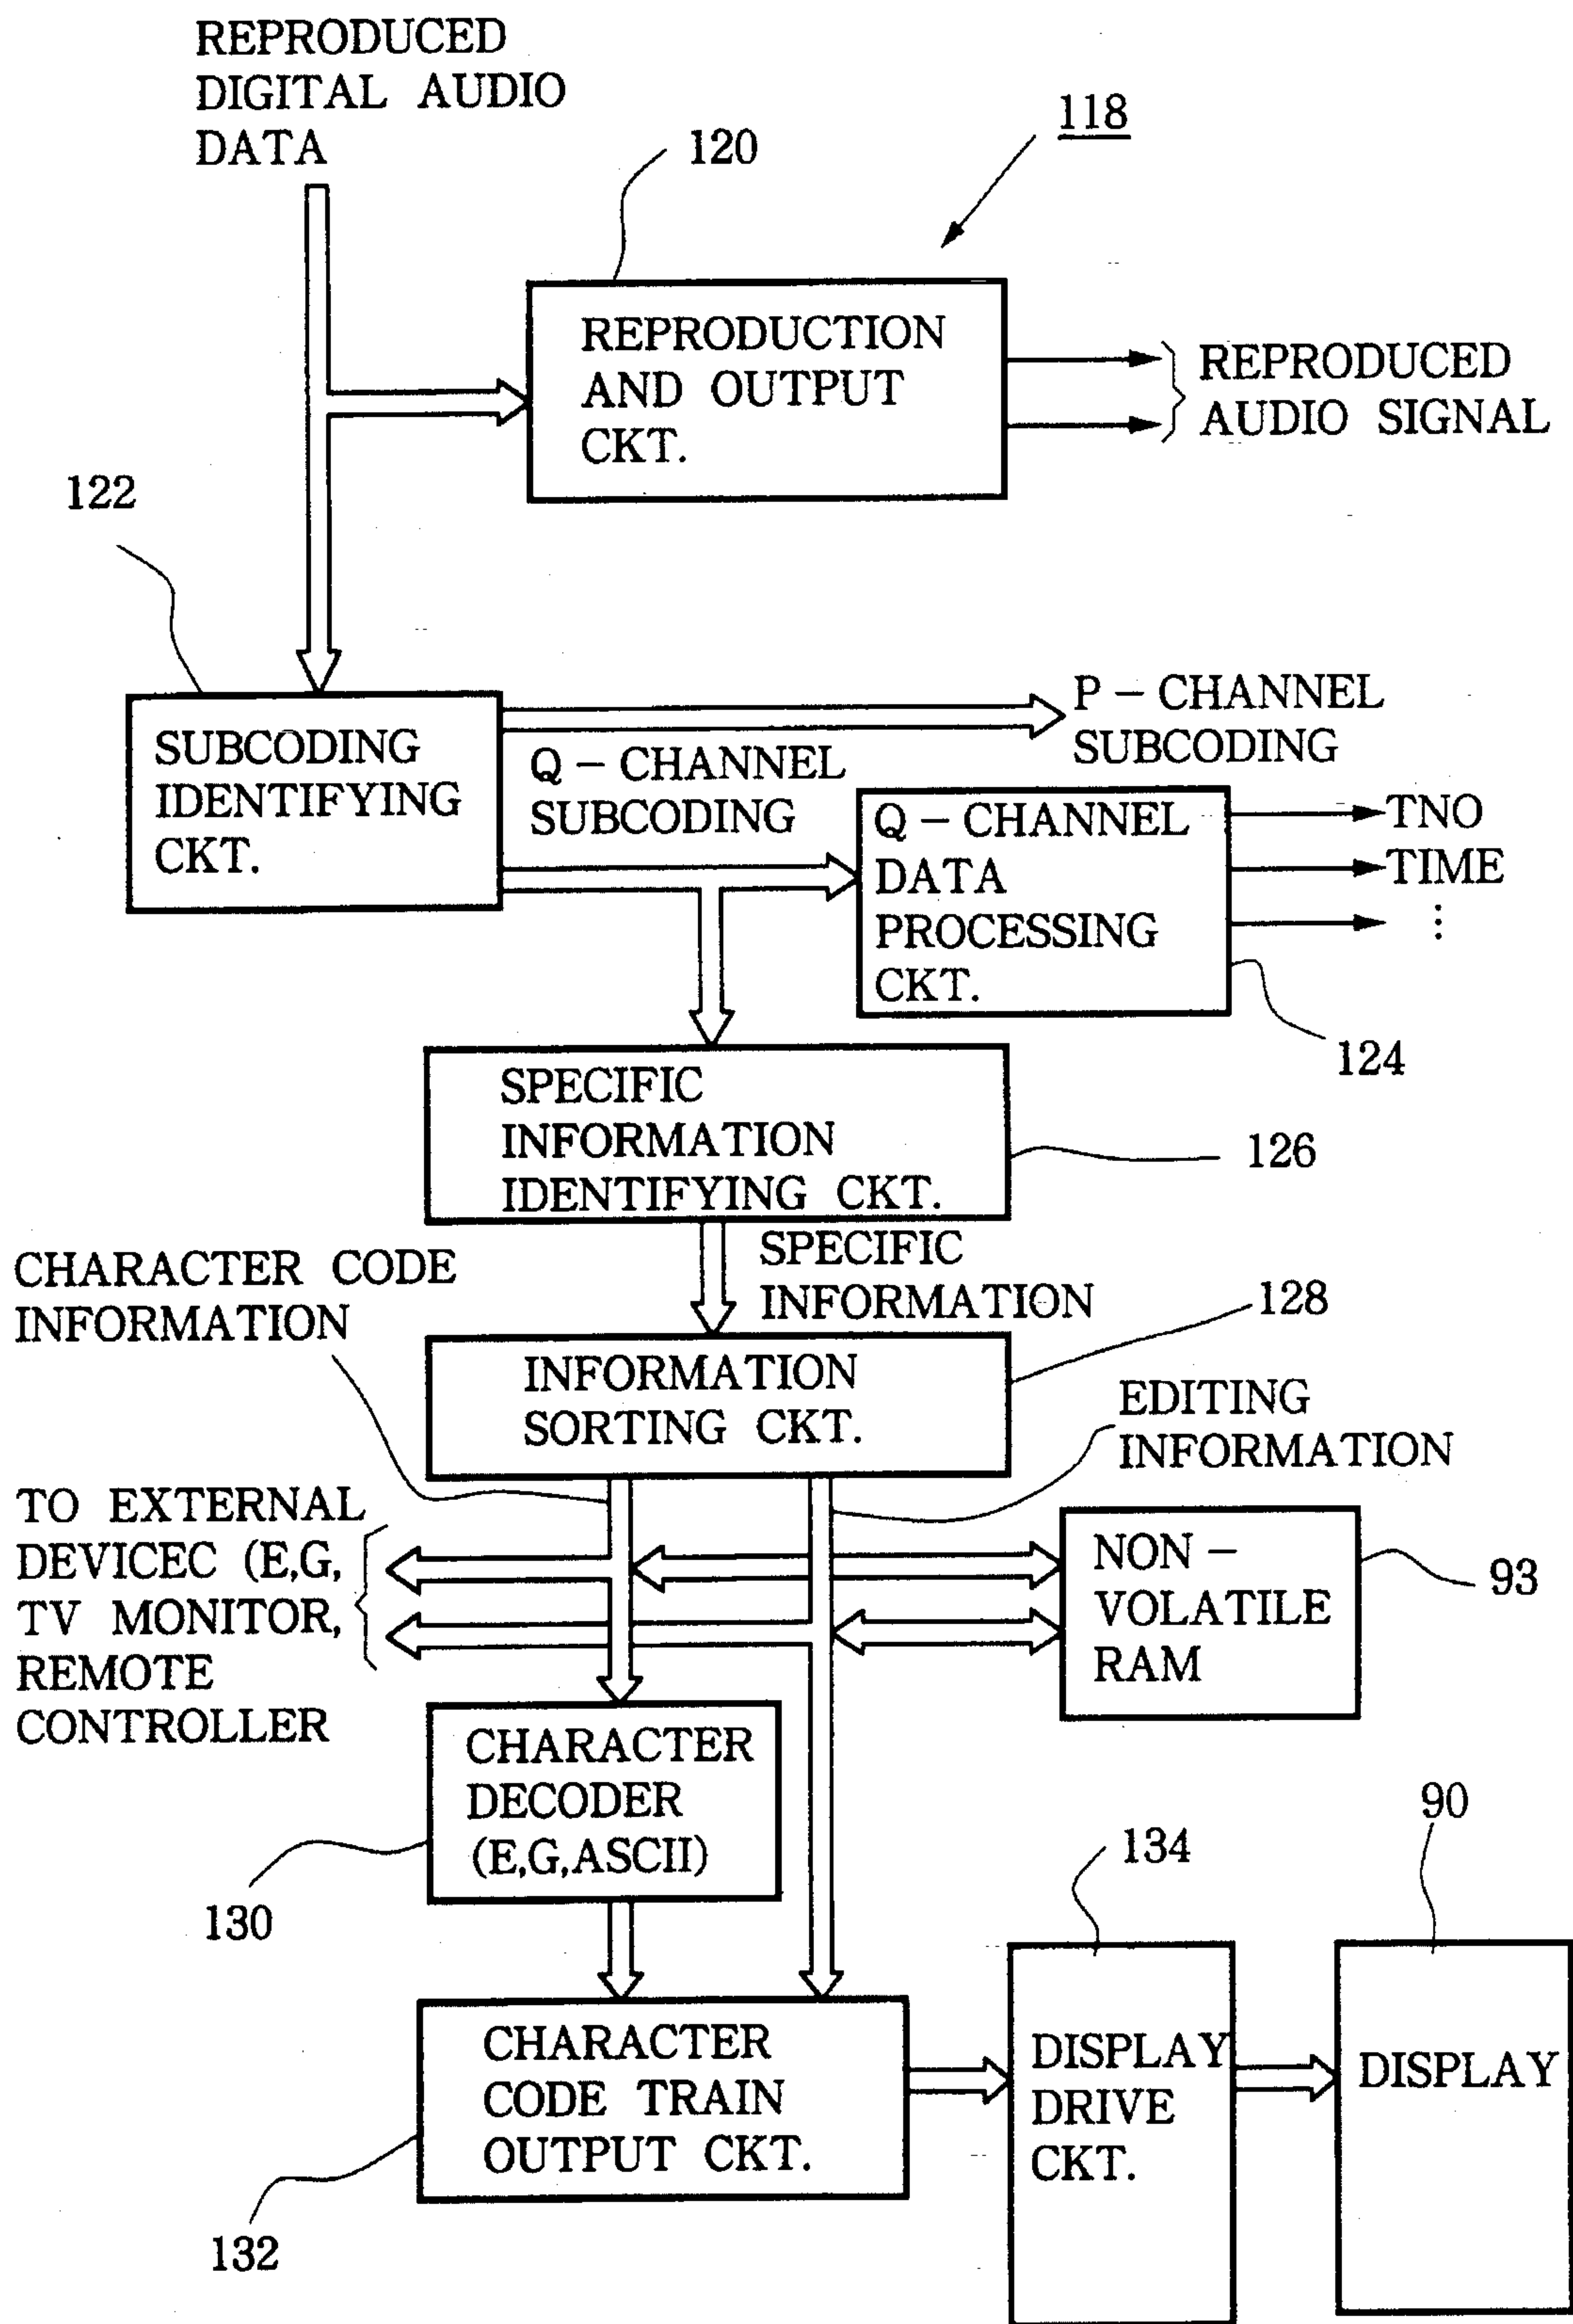 REPRODUCED
DIGITAL AUDIO
DATA
120
118
REPRODUCTION
AND OUTPUT
CKT.
REPRODUCED
AUDIO SIGNAL
122
SUBCODING
IDENTIFYING
CKT.
P - CHANNEL
SUBCODING
Q - CHANNEL
SUBCODING
Q - CHANNEL
DATA
PROCESSING
CKT.
TNO
TIME
⋮
124
SPECIFIC
INFORMATION
IDENTIFYING CKT.
126
SPECIFIC
INFORMATION
CHARACTER CODE
INFORMATION
128
INFORMATION
SORTING CKT.
EDITING
INFORMATION
TO EXTERNAL
DEVICEC (E,G,
TV MONITOR,
REMOTE
CONTROLLER
NON -
VOLATILE
RAM
93
CHARACTER
DECODER
(E,G,ASCII)
130
134
90
CHARACTER
CODE TRAIN
OUTPUT CKT.
132
DISPLAY
DRIVE
CKT.
DISPLAY